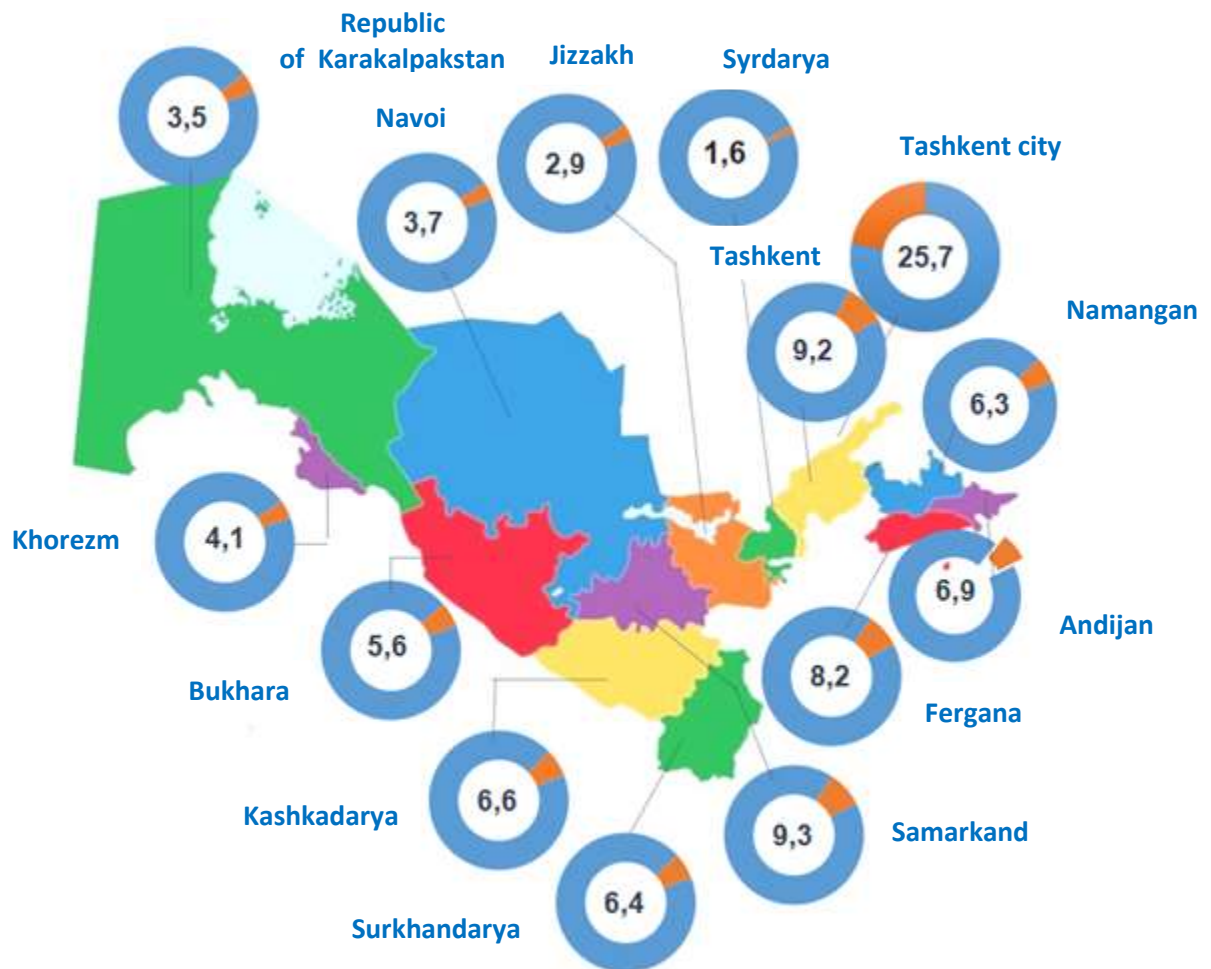 Republic
of Karakalpakstan
3,5
Jizzakh
2,9
Syrdarya
1,6
Navoi
3,7
Tashkent city
25,7
Tashkent
9,2
Namangan
6,3
Khorezm
4,1
Andijan
6,9
Bukhara
5,6
Fergana
8,2
Kashkadarya
6,6
Samarkand
9,3
Surkhandarya
6,4